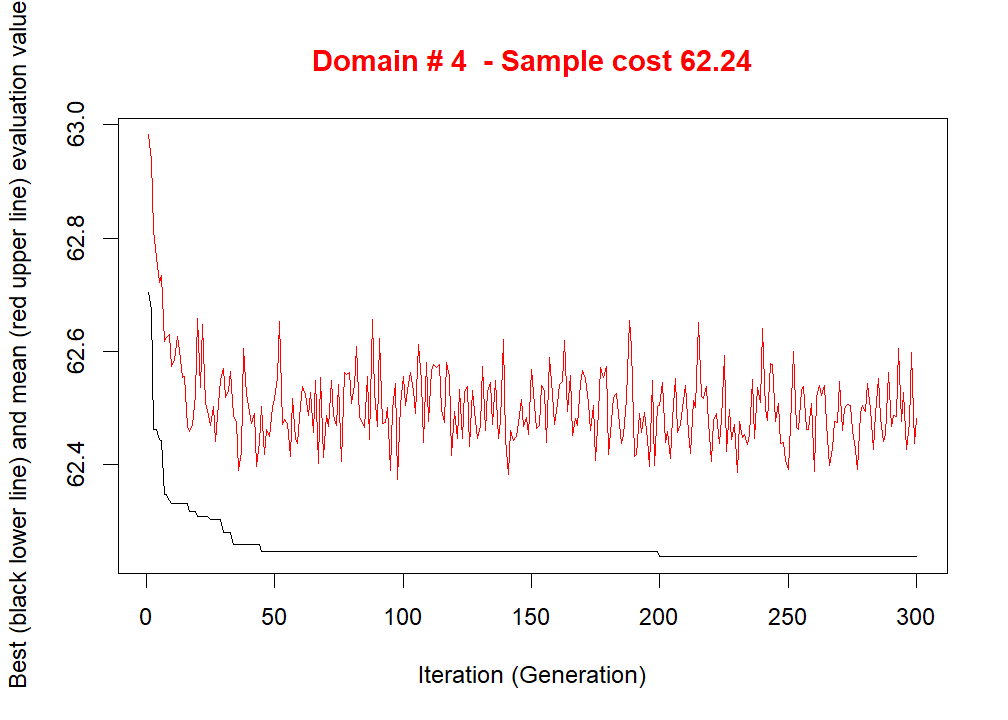 Domain # 4  - Sample cost 62.24
Best (black lower line) and mean (red upper line) evaluation value
63.0
62.8
62.6
62.4
0 50 100 150 200 250 300
Iteration (Generation)